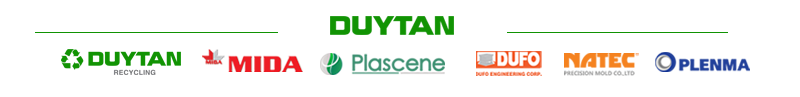 DUYTAN
DUYTAN
RECYCLING
MIDA
MIDA
Plascene
DUFO
DUFO ENGINEERING CORP.
NATEC
PRECISION MOLD CO.,LTD
PLENMA